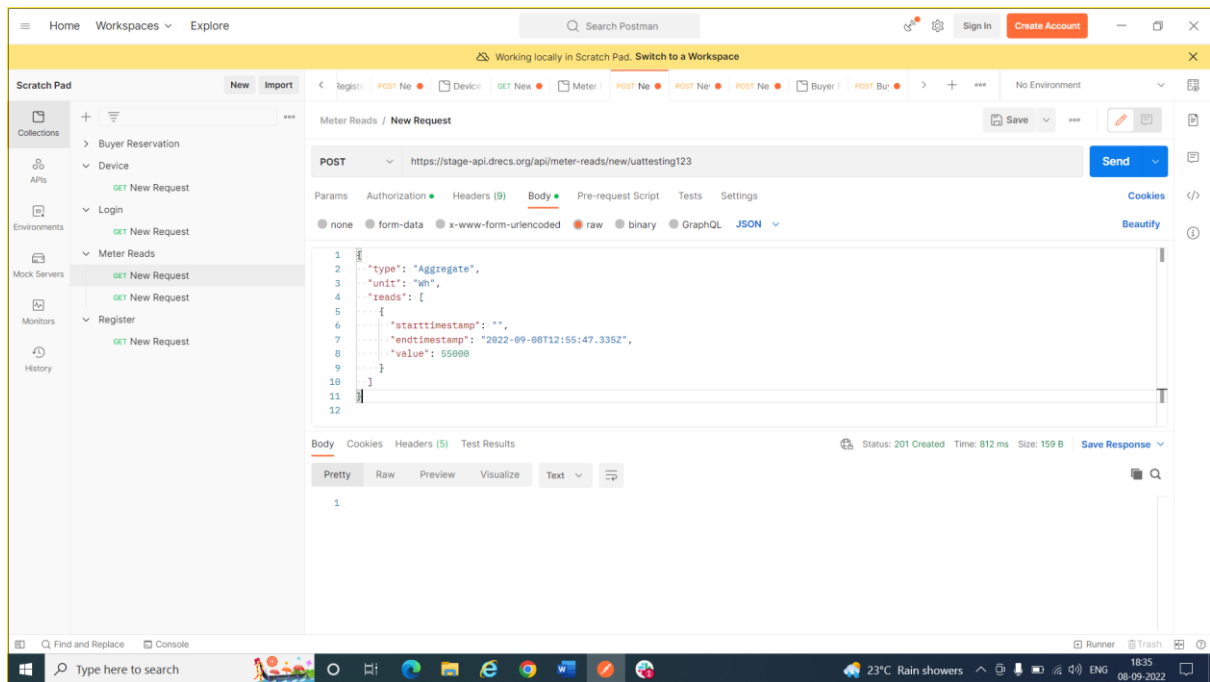 Home Workspaces Explore Search Postman Sign In Create Account
Working locally in Scratch Pad. Switch to a Workspace
Scratch Pad New Import Registe POST Ne Device GET New Meter POST Ne POST Ne POST Ne Buyer POST Bu No Environment
Collections
APIs
Environments
Mock Servers
Monitors
History
Buyer Reservation
Device
GET New Request
Login
GET New Request
Meter Reads
GET New Request
GET New Request
Register
GET New Request
Meter Reads / New Request Save
POST https://stage-api.drecs.org/api/meter-reads/new/uattesting123 Send
Params Authorization Headers (9) Body Pre-request Script Tests Settings Cookies
none form-data x-www-form-urlencoded raw binary GraphQL JSON Beautify
1 {
2 "type": "Aggregate",
3 "unit": "Wh",
4 "reads": [
5 {
6 "starttimestamp": "",
7 "endtimestamp": "2022-09-08T12:55:47.335Z",
8 "value": 55000
9 }
10 ]
11 }
12
Body Cookies Headers (5) Test Results Status: 201 Created Time: 812 ms Size: 159 B Save Response
Pretty Raw Preview Visualize Text
1
Find and Replace Console Runner Trash
Type here to search 23°C Rain showers ENG 18:35
08-09-2022